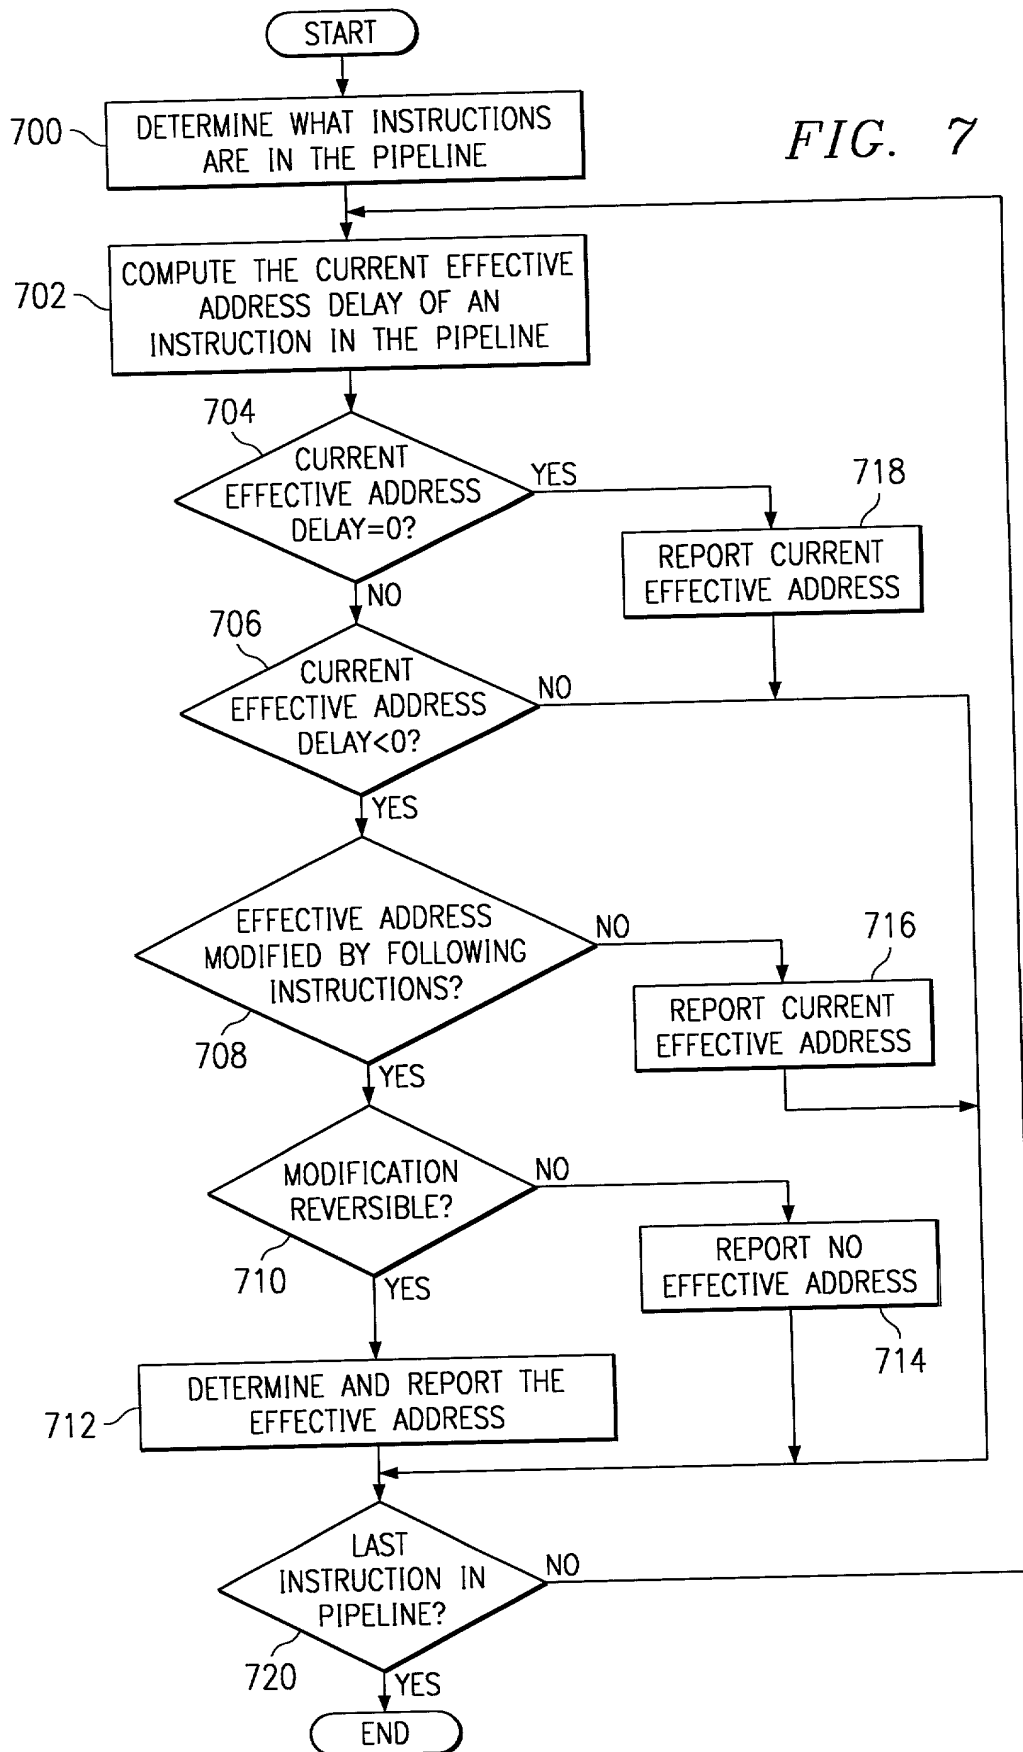 START
700
DETERMINE WHAT INSTRUCTIONS
ARE IN THE PIPELINE
FIG. 7
702
COMPUTE THE CURRENT EFFECTIVE
ADDRESS DELAY OF AN
INSTRUCTION IN THE PIPELINE
704
CURRENT
EFFECTIVE ADDRESS
DELAY=0?
YES
718
REPORT CURRENT
EFFECTIVE ADDRESS
NO
706
CURRENT
EFFECTIVE ADDRESS
DELAY<0?
NO
YES
EFFECTIVE ADDRESS
MODIFIED BY FOLLOWING
INSTRUCTIONS?
708
NO
716
REPORT CURRENT
EFFECTIVE ADDRESS
YES
MODIFICATION
REVERSIBLE?
710
NO
REPORT NO
EFFECTIVE ADDRESS
714
YES
712
DETERMINE AND REPORT THE
EFFECTIVE ADDRESS
LAST
INSTRUCTION IN
PIPELINE?
720
NO
YES
END